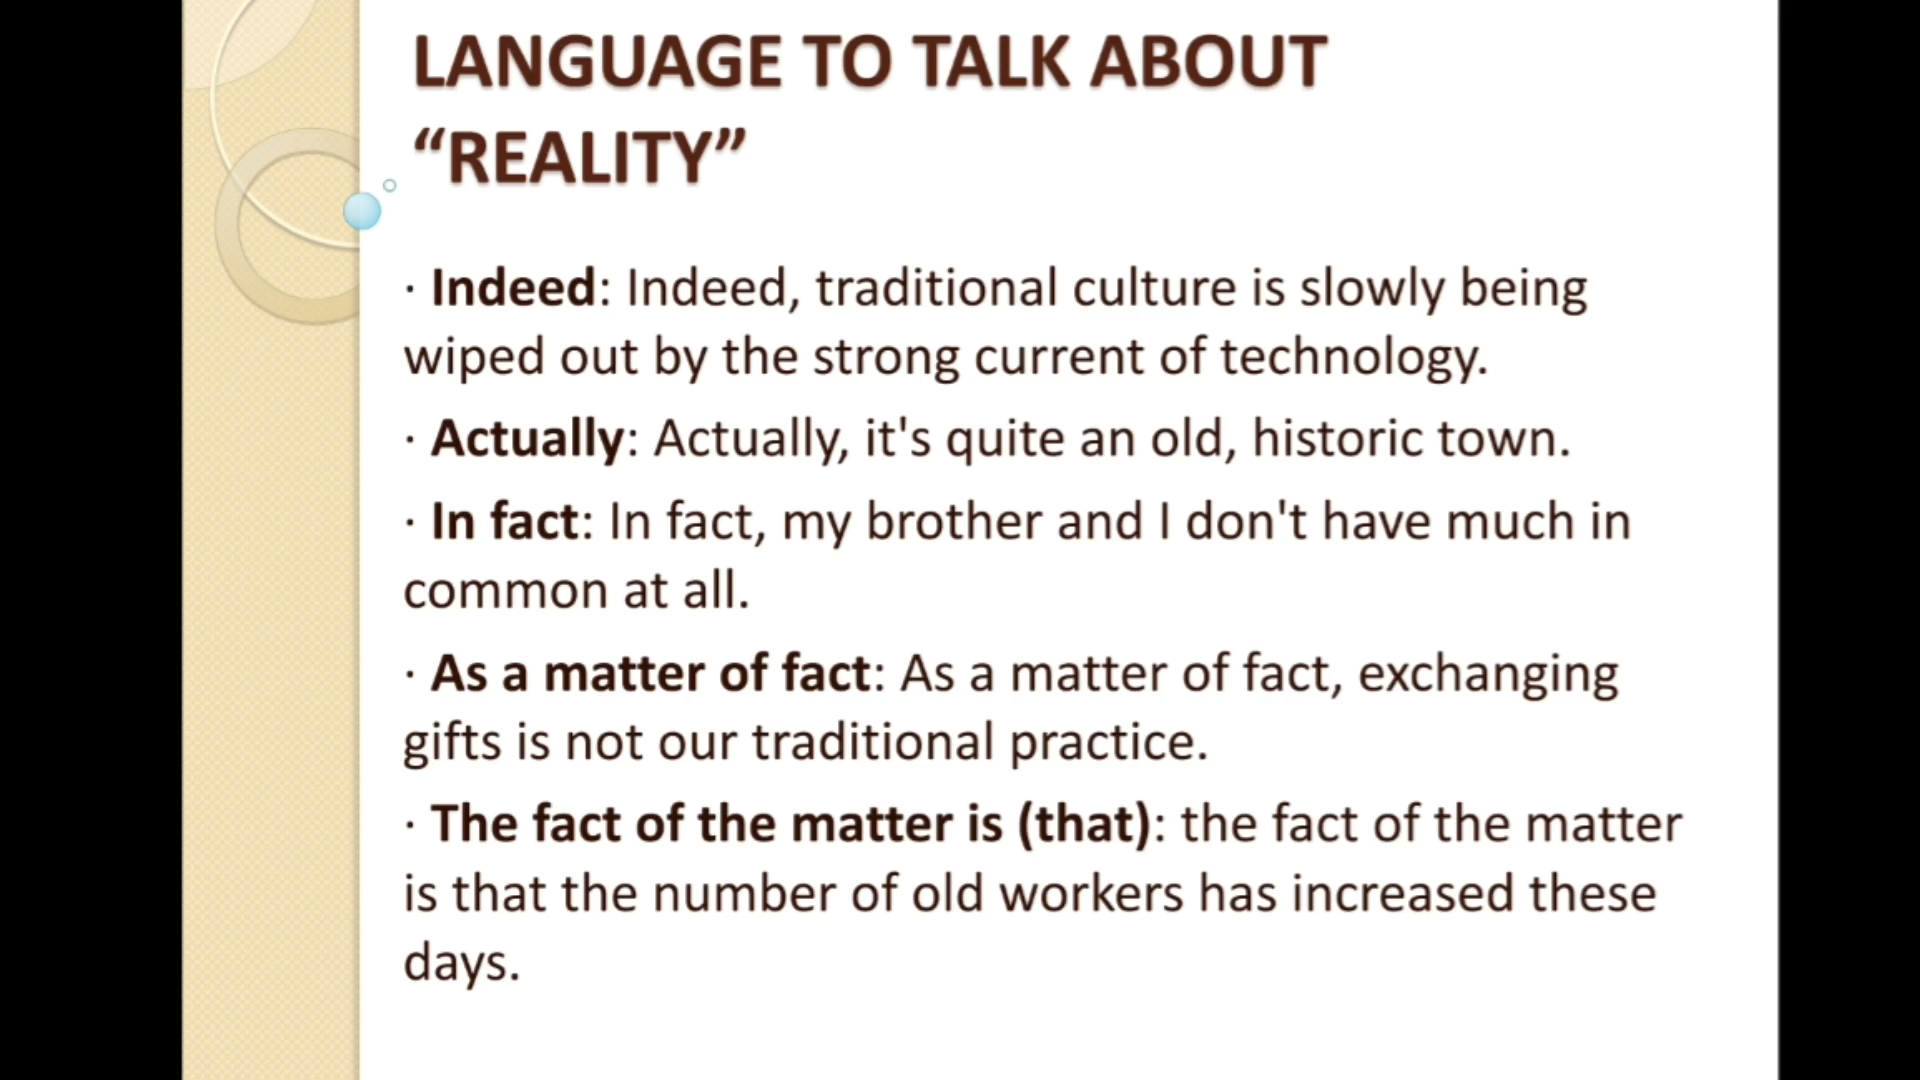 LANGUAGE TO TALK ABOUT
“REALITY”
· Indeed: Indeed, traditional culture is slowly being
wiped out by the strong current of technology.
· Actually: Actually, it's quite an old, historic town.
· In fact: In fact, my brother and I don't have much in
common at all.
· As a matter of fact: As a matter of fact, exchanging
gifts is not our traditional practice.
· The fact of the matter is (that): the fact of the matter
is that the number of old workers has increased these
days.